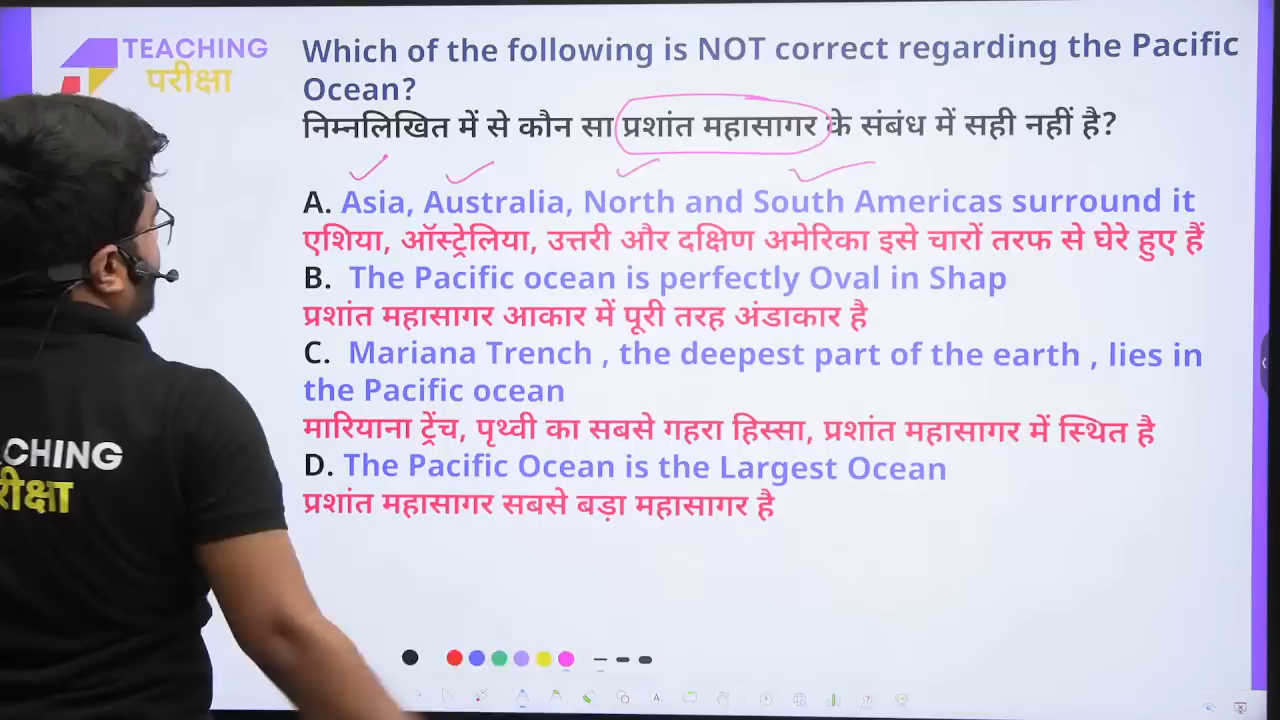 TEACHING
परीक्षा
Which of the following is NOT correct regarding the Pacific
Ocean?
निम्नलिखित में से कौन सा प्रशांत महासागर के संबंध में सही नहीं है?
A. Asia, Australia, North and South Americas surround it
एशिया, ऑस्ट्रेलिया, उत्तरी और दक्षिण अमेरिका इसे चारों तरफ से घेरे हुए हैं
B. The Pacific ocean is perfectly Oval in Shap
प्रशांत महासागर आकार में पूरी तरह अंडाकार है
C. Mariana Trench , the deepest part of the earth , lies in
the Pacific ocean
मारियाना ट्रेंच, पृथ्वी का सबसे गहरा हिस्सा, प्रशांत महासागर में स्थित है
D. The Pacific Ocean is the Largest Ocean
प्रशांत महासागर सबसे बड़ा महासागर है
CHING
रीक्षा